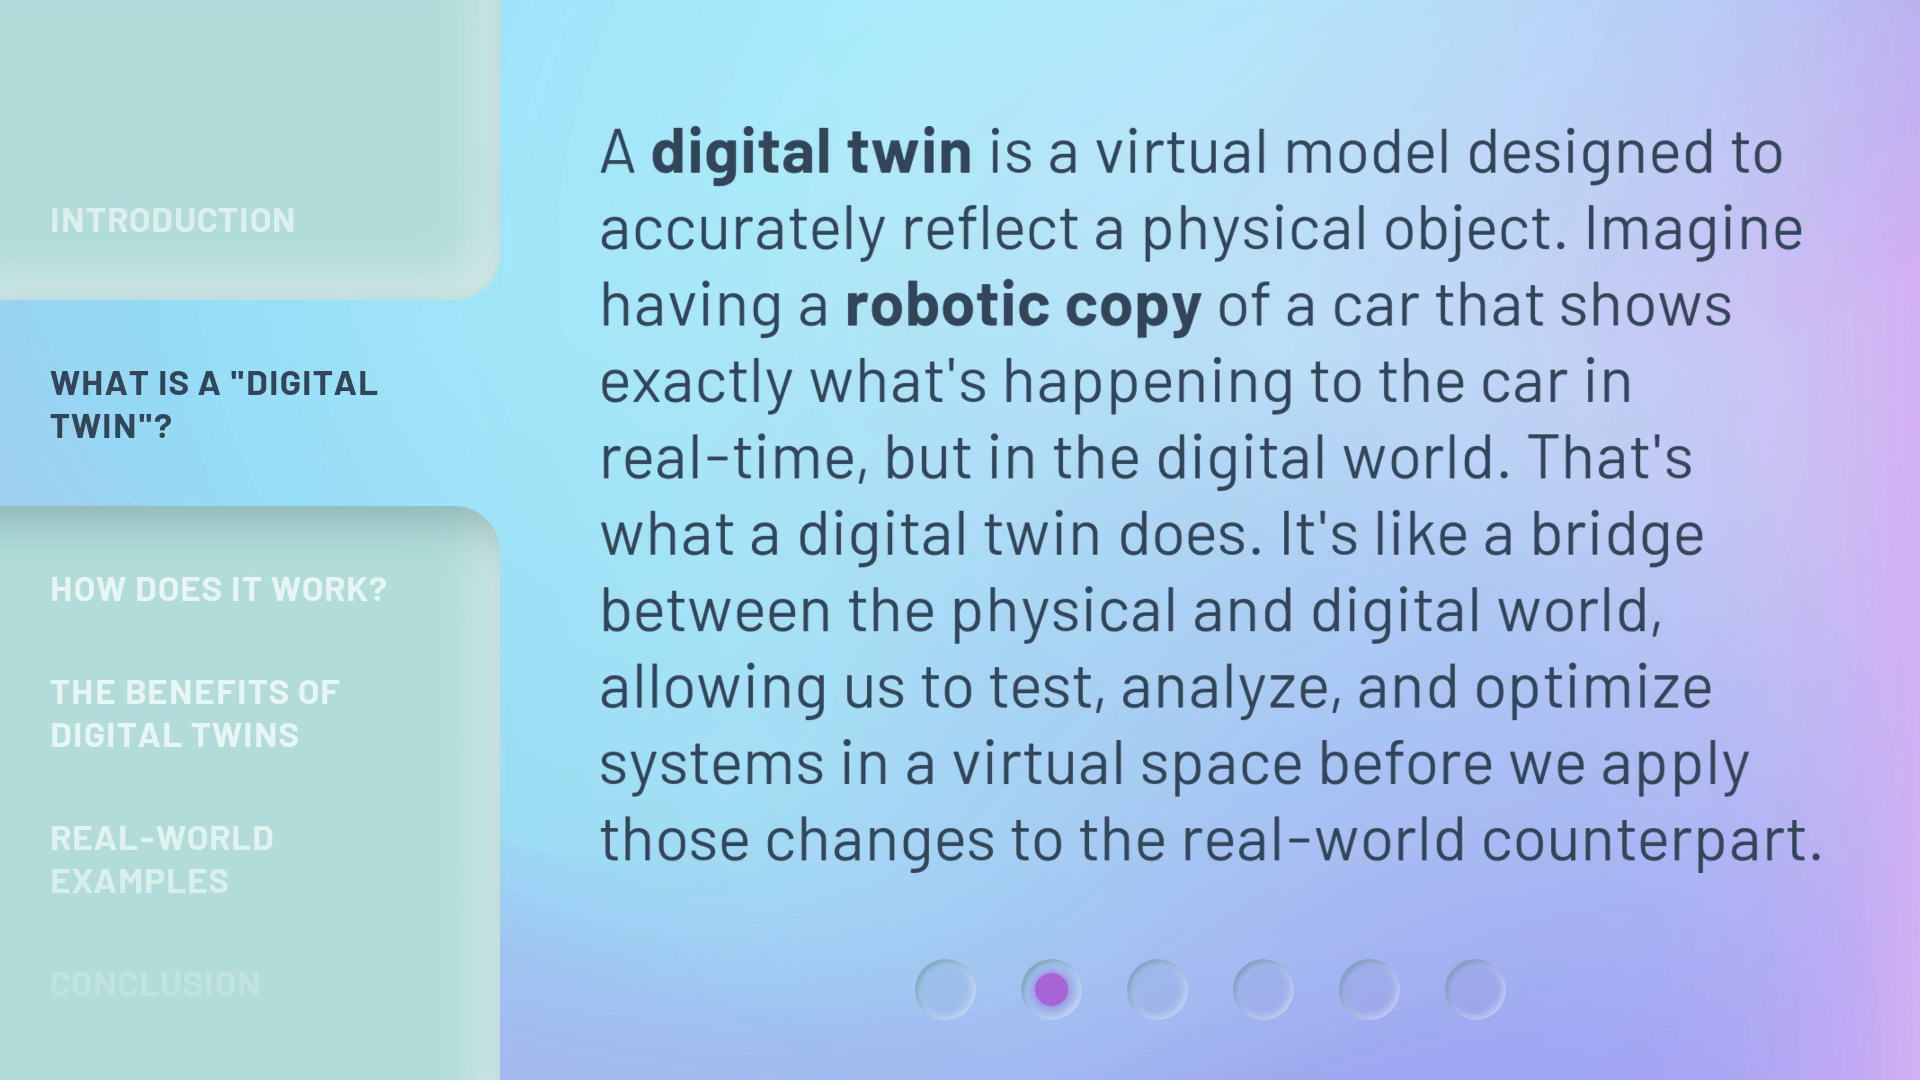 INTRODUCTION
WHAT IS A "DIGITAL
TWIN"?
HOW DOES IT WORK?
THE BENEFITS OF
DIGITAL TWINS
REAL-WORLD
EXAMPLES
CONCLUSION
A digital twin is a virtual model designed to
accurately reflect a physical object. Imagine
having a robotic copy of a car that shows
exactly what's happening to the car in
real-time, but in the digital world. That's
what a digital twin does. It's like a bridge
between the physical and digital world,
allowing us to test, analyze, and optimize
systems in a virtual space before we apply
those changes to the real-world counterpart.